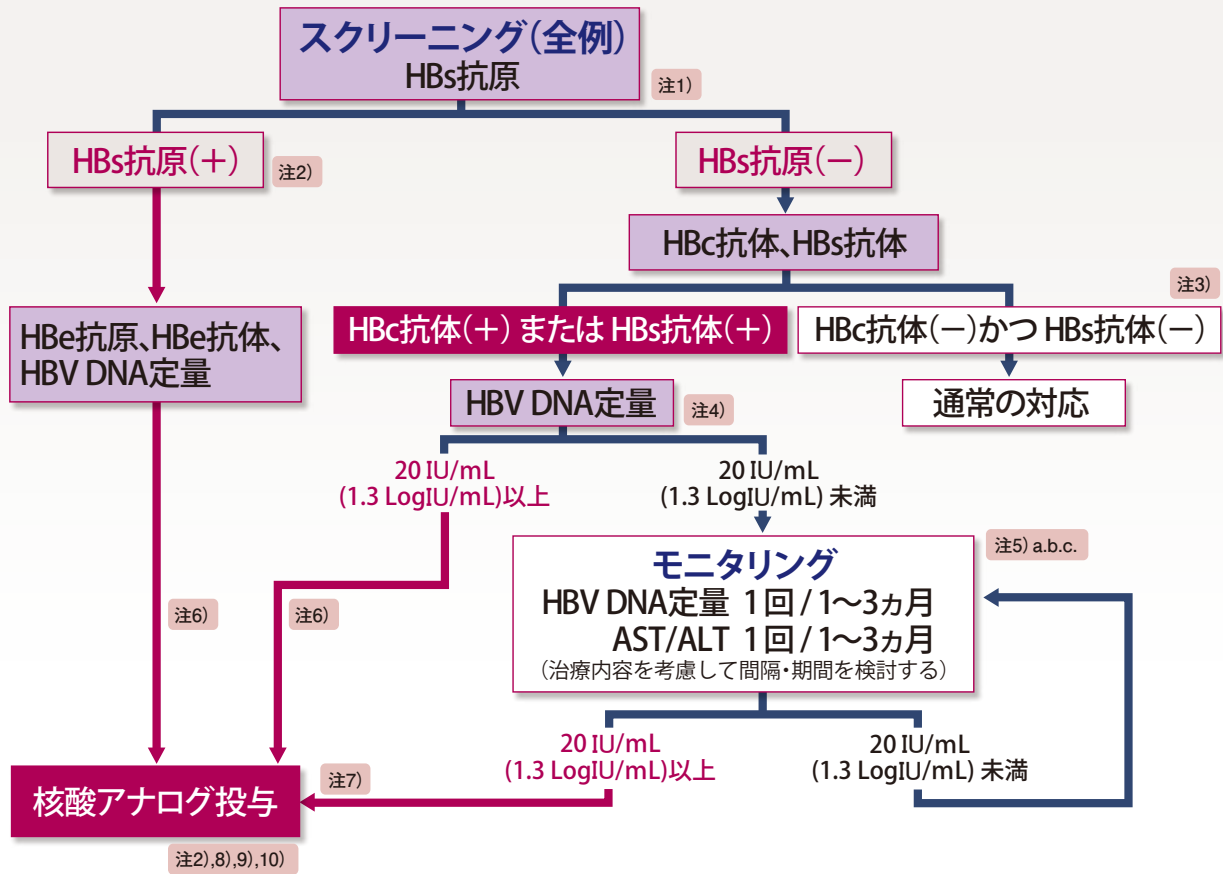 スクリーニング(全例)
HBs抗原
注1)
HBs抗原(+)
注2)
HBs抗原(−)
HBc抗体、HBs抗体
注3)
HBe抗原、HBe抗体、
HBV DNA定量
HBc抗体(+) または HBs抗体(+)
HBc抗体(−)かつ HBs抗体(−)
HBV DNA定量
注4)
通常の対応
20 IU/mL
(1.3 LogIU/mL)以上
20 IU/mL
(1.3 LogIU/mL) 未満
注5) a.b.c.
モニタリング
HBV DNA定量 1回 / 1〜3ヵ月
AST/ALT 1回 / 1〜3ヵ月
(治療内容を考慮して間隔・期間を検討する)
注6)
注6)
20 IU/mL
(1.3 LogIU/mL)以上
20 IU/mL
(1.3 LogIU/mL) 未満
注7)
核酸アナログ投与
注2),8),9),10)